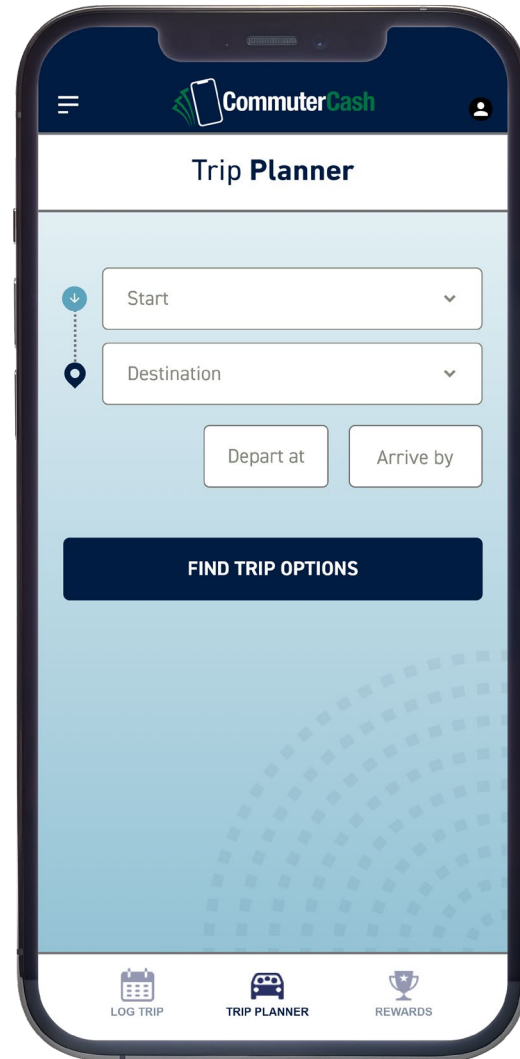 CommuterCash
Trip Planner
Start
Destination
Depart at
Arrive by
FIND TRIP OPTIONS
LOG TRIP
TRIP PLANNER
REWARDS